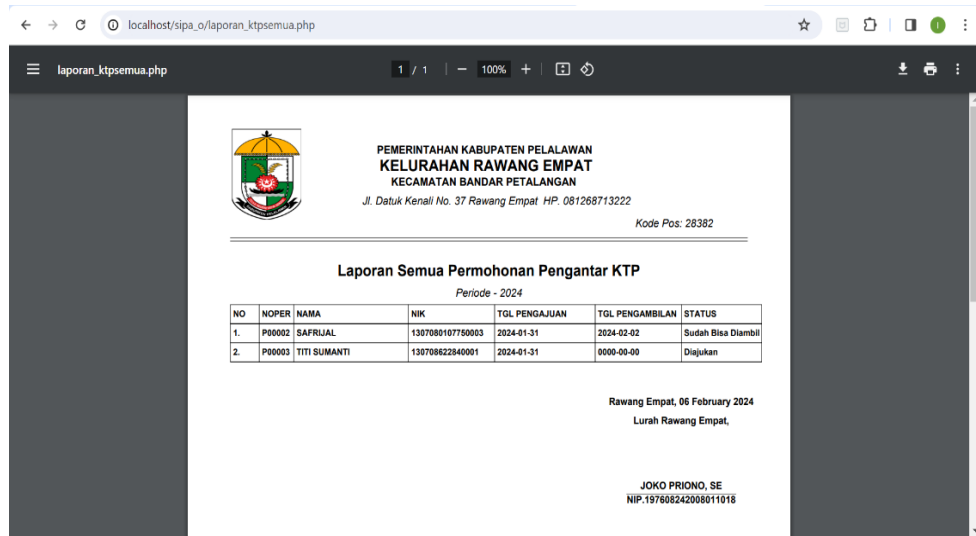 localhost/sipa_o/laporan_ktpsemua.php
laporan_ktpsemua.php 1 / 1 100%
PEMERINTAHAN KABUPATEN PELALAWAN
KELURAHAN RAWANG EMPAT
KECAMATAN BANDAR PETALANGAN
Jl. Datuk Kenali No. 37 Rawang Empat HP. 081268713222
Kode Pos: 28382
Laporan Semua Permohonan Pengantar KTP
Periode - 2024
NO NOPER NAMA NIK TGL PENGAJUAN TGL PENGAMBILAN STATUS
1. P00002 SAFRIJAL 1307080107750003 2024-01-31 2024-02-02 Sudah Bisa Diambil
2. P00003 TITI SUMANTI 130708622840001 2024-01-31 0000-00-00 Diajukan
Rawang Empat, 06 February 2024
Lurah Rawang Empat,
JOKO PRIONO, SE
NIP.197608242008011018